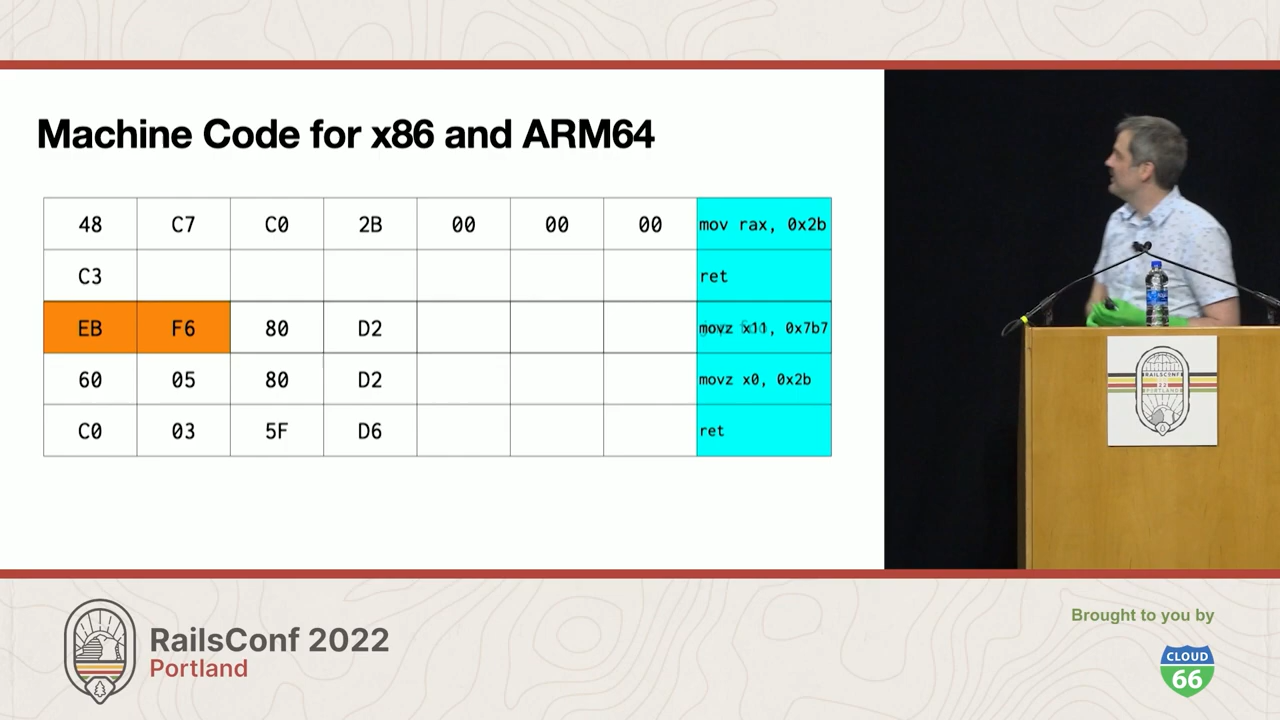 Machine Code for x86 and ARM64
48 C7 C0 2B 00 00 00 mov rax, 0x2b
C3 ret
EB F6 80 D2 movz x11, 0x7b7
60 05 80 D2 movz x0, 0x2b
C0 03 5F D6 ret
RAILSCONF
PORTLAND
RailsConf 2022
Portland
Brought to you by
CLOUD
66